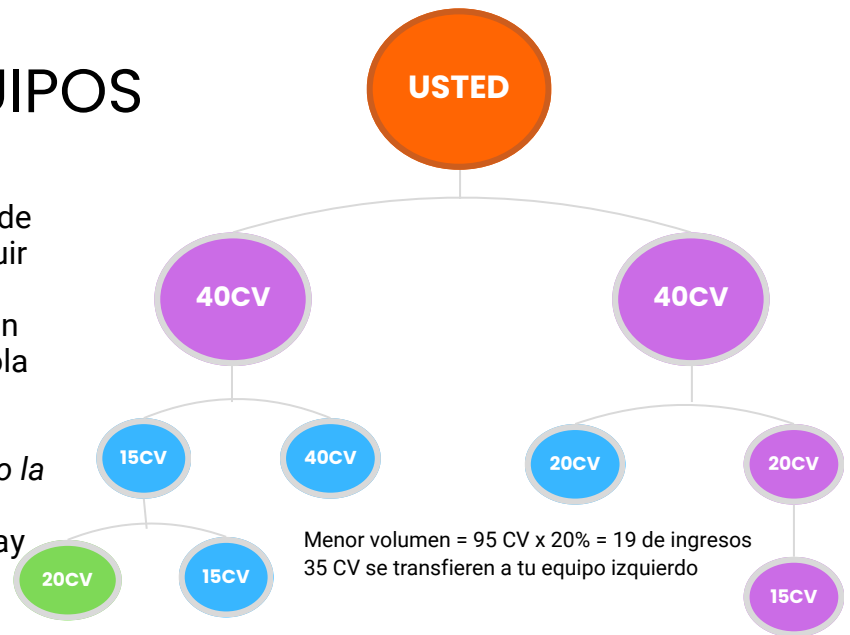 UIPOS
USTED
de
uir
n
ola
o la
ay
40CV
40CV
15CV
40CV
20CV
20CV
20CV
15CV
15CV
Menor volumen = 95 CV x 20% = 19 de ingresos
35 CV se transfieren a tu equipo izquierdo